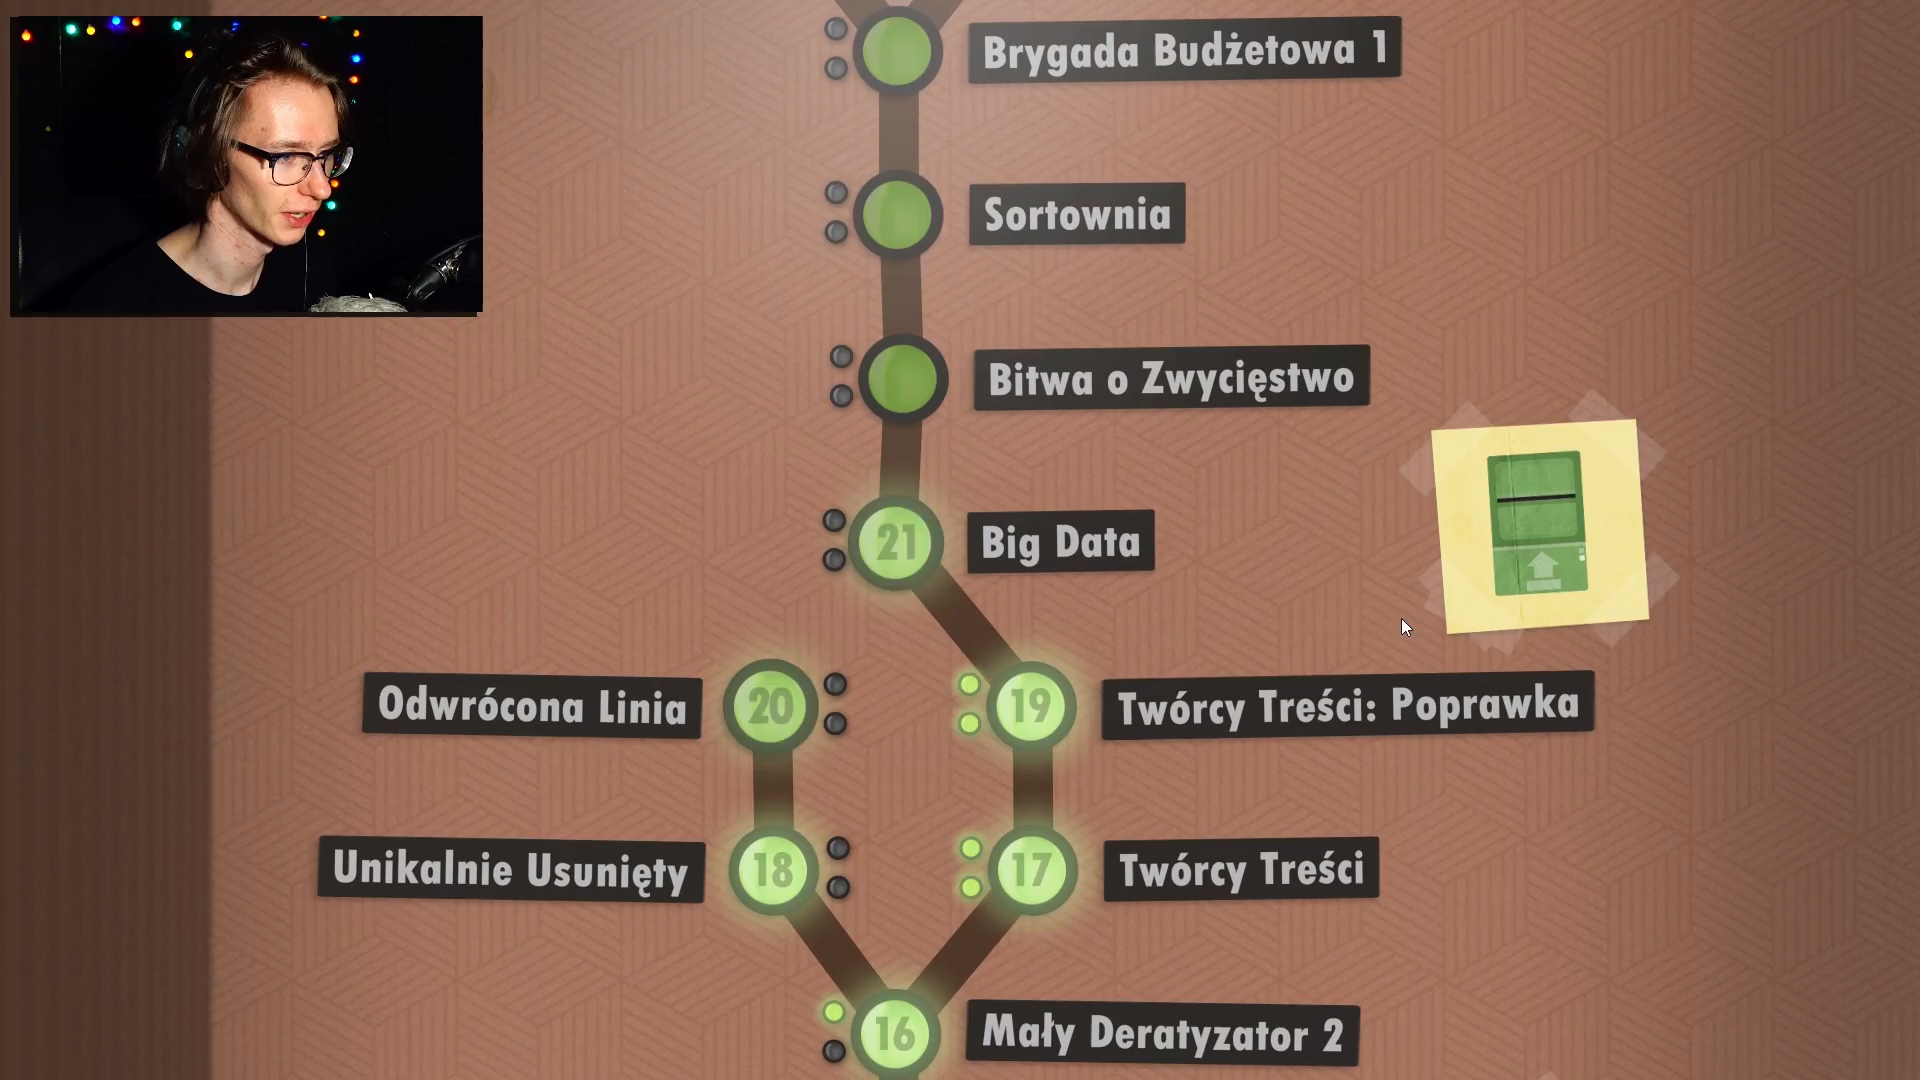 Brygada Budżetowa 1
Sortownia
Bitwa o Zwycięstwo
21 Big Data
Odwrócona Linia 20
19 Twórcy Treści: Poprawka
Unikalnie Usunięty 18
17 Twórcy Treści
16 Mały Deratyzator 2